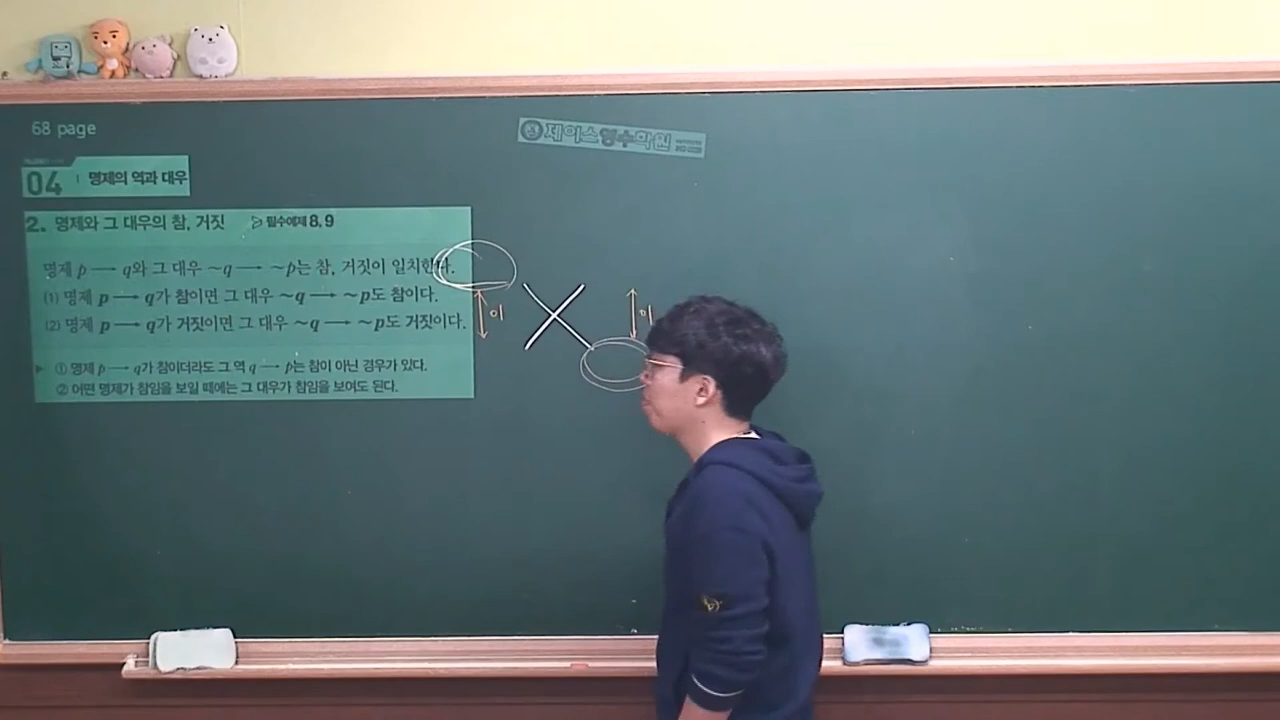 68 page
제이스영수학원
04 명제의 역과 대우
2. 명제와 그 대우의 참, 거짓 필수예제 8, 9
명제 p → q와 그 대우 ~q → ~p는 참, 거짓이 일치한다.
(1) 명제 p → q가 참이면 그 대우 ~q → ~p도 참이다.
(2) 명제 p → q가 거짓이면 그 대우 ~q → ~p도 거짓이다.
▶ ① 명제 p → q가 참이더라도 그 역 q → p는 참이 아닌 경우가 있다.
② 어떤 명제가 참임을 보일 때에는 그 대우가 참임을 보여도 된다.
이
이